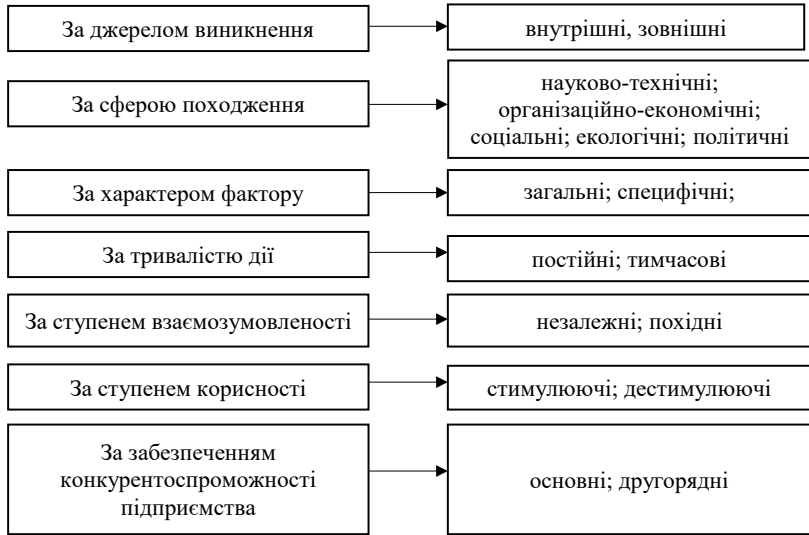 За джерелом виникнення
внутрішні, зовнішні
За сферою походження
науково-технічні;
організаційно-економічні;
соціальні; екологічні; політичні
За характером фактору
загальні; специфічні;
За тривалістю дії
постійні; тимчасові
За ступенем взаємозумовленості
незалежні; похідні
За ступенем корисності
стимулюючі; дестимулюючі
За забезпеченням
конкурентоспроможності
підприємства
основні; другорядні